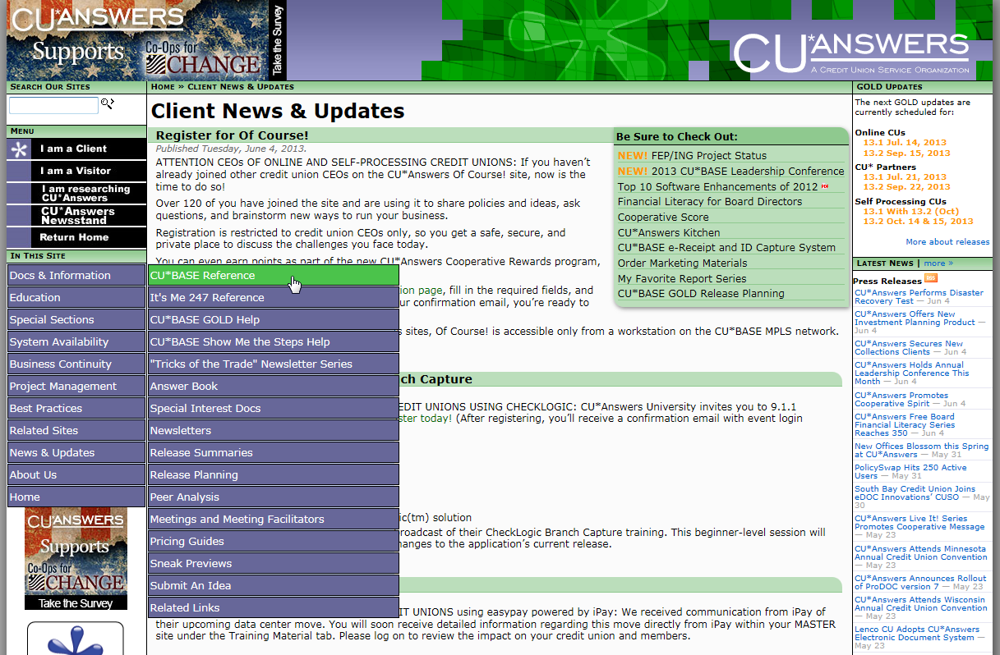 CU*ANSWERS
Supports
Co-Ops for
CHANGE
Take the Survey
CU*ANSWERS
A CREDIT UNION SERVICE ORGANIZATION
SEARCH OUR SITES
HOME » CLIENT NEWS & UPDATES
GOLD UPDATES
MENU
I am a Client
I am a Visitor
I am researching
CU*Answers
CU*Answers
Newsstand
Return Home
IN THIS SITE
Docs & Information
Education
Special Sections
System Availability
Business Continuity
Project Management
Best Practices
Related Sites
News & Updates
About Us
Home
CU*ANSWERS
Supports
Co-Ops for
CHANGE
Take the Survey
CU*BASE Reference
It's Me 247 Reference
CU*BASE GOLD Help
CU*BASE Show Me the Steps Help
"Tricks of the Trade" Newsletter Series
Answer Book
Special Interest Docs
Newsletters
Release Summaries
Release Planning
Peer Analysis
Meetings and Meeting Facilitators
Pricing Guides
Sneak Previews
Submit An Idea
Related Links
Client News & Updates
Register for Of Course!
Published Tuesday, June 4, 2013.
ATTENTION CEOs OF ONLINE AND SELF-PROCESSING CREDIT UNIONS: If you haven't
already joined other credit union CEOs on the CU*Answers Of Course! site, now is the
time to do so!
Over 120 of you have joined the site and are using it to share policies and ideas, ask
questions, and brainstorm new ways to run your business.
Registration is restricted to credit union CEOs only, so you get a safe, secure, and
private place to discuss the challenges you face today.
You can even earn points as part of the new CU*Answers Cooperative Rewards program,
ion page, fill in the required fields, and
ur confirmation email, you're ready to
s sites, Of Course! is accessible only from a workstation on the CU*BASE MPLS network.
ch Capture
EDIT UNIONS USING CHECKLOGIC: CU*Answers University invites you to 9.1.1
ster today! (After registering, you'll receive a confirmation email with event login
ic(tm) solution
roadcast of their CheckLogic Branch Capture training. This beginner-level session will
hanges to the application's current release.
IT UNIONS using easypay powered by iPay: We received communication from iPay of
their upcoming data center move. You will soon receive detailed information regarding this move directly from iPay within your MASTER
site under the Training Material tab. Please log on to review the impact on your credit union and members.
Be Sure to Check Out:
NEW! FEP/ING Project Status
NEW! 2013 CU*BASE Leadership Conference
Top 10 Software Enhancements of 2012
Financial Literacy for Board Directors
Cooperative Score
CU*Answers Kitchen
CU*BASE e-Receipt and ID Capture System
Order Marketing Materials
My Favorite Report Series
CU*BASE GOLD Release Planning
The next GOLD updates are
currently scheduled for:
Online CUs
13.1 Jul. 14, 2013
13.2 Sep. 15, 2013
CU* Partners
13.1 Jul. 21, 2013
13.2 Sep. 22, 2013
Self Processing CUs
13.1 With 13.2 (Oct)
13.2 Oct. 14 & 15, 2013
More about releases
LATEST NEWS | more »
Press Releases RSS
CU*Answers Performs Disaster
Recovery Test — Jun 4
CU*Answers Offers New
Investment Planning Product —
Jun 4
CU*Answers Secures New
Collections Clients — Jun 4
CU*Answers Holds Annual
Leadership Conference This
Month — Jun 4
CU*Answers Promotes
Cooperative Spirit — Jun 4
CU*Answers Free Board
Financial Literacy Series
Reaches 350 — Jun 4
New Offices Blossom this Spring
at CU*Answers — May 31
PolicySwap Hits 250 Active
Users — May 31
South Bay Credit Union Joins
eDOC Innovations' CUSO — May
30
CU*Answers Live It! Series
Promotes Cooperative Message
— May 23
CU*Answers Attends Minnesota
Annual Credit Union Convention
— May 23
CU*Answers Announces Rollout
of ProDOC version 7 — May 23
CU*Answers Attends Wisconsin
Annual Credit Union Convention
— May 23
Lenco CU Adopts CU*Answers
Electronic Document System —
May 23